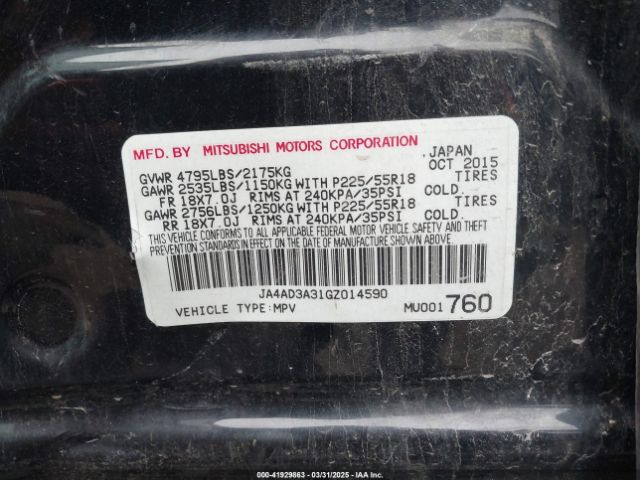 MFD. BY MITSUBISHI MOTORS CORPORATION JAPAN
GVWR 4795LBS/2175KG OCT 2015
GAWR 2535LBS/1150KG WITH P225/55R18 TIRES
FR 18X7.0J RIMS AT 240KPA/35PSI COLD.
GAWR 2756LBS/1250KG WITH P225/55R18 TIRES
RR 18X7.0J RIMS AT 240KPA/35PSI COLD.
THIS VEHICLE CONFORMS TO ALL APPLICABLE FEDERAL MOTOR VEHICLE SAFETY AND THEFT
PREVENTION STANDARDS IN EFFECT ON THE DATE OF MANUFACTURE SHOWN ABOVE.
JA4AD3A31GZ014590
VEHICLE TYPE:MPV MU001760
000-41929863 - 03/31/2025 - IAA Inc.